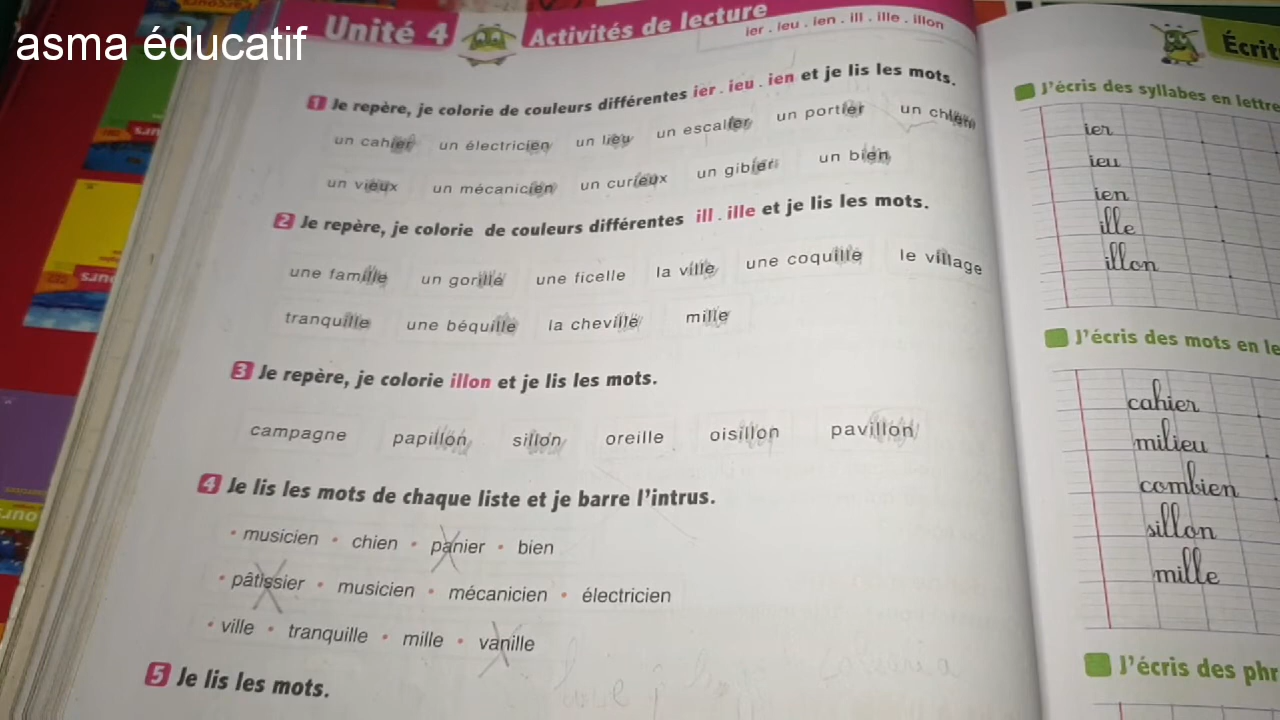 asma éducatif
Unité 4 Activités de lecture
ier . ieu . ien . ill . ille . illon
1 Je repère, je colorie de couleurs différentes ier . ieu . ien et je lis les mots.
un cahier un électricien un lieu un escalier un portier un chien
un vieux un mécanicien un curieux un gibier un bien
2 Je repère, je colorie de couleurs différentes ill . ille et je lis les mots.
une famille un gorille une ficelle la ville une coquille le village
tranquille une béquille la cheville mille
3 Je repère, je colorie illon et je lis les mots.
campagne papillon sillon oreille oisillon pavillon
4 Je lis les mots de chaque liste et je barre l'intrus.
• musicien • chien • panier • bien
• pâtissier • musicien • mécanicien • électricien
• ville • tranquille • mille • vanille
5 Je lis les mots.
Écrit
J'écris des syllabes en lettre
ier
ieu
ien
ille
illon
J'écris des mots en le
cahier
milieu
combien
sillon
mille
J'écris des phr